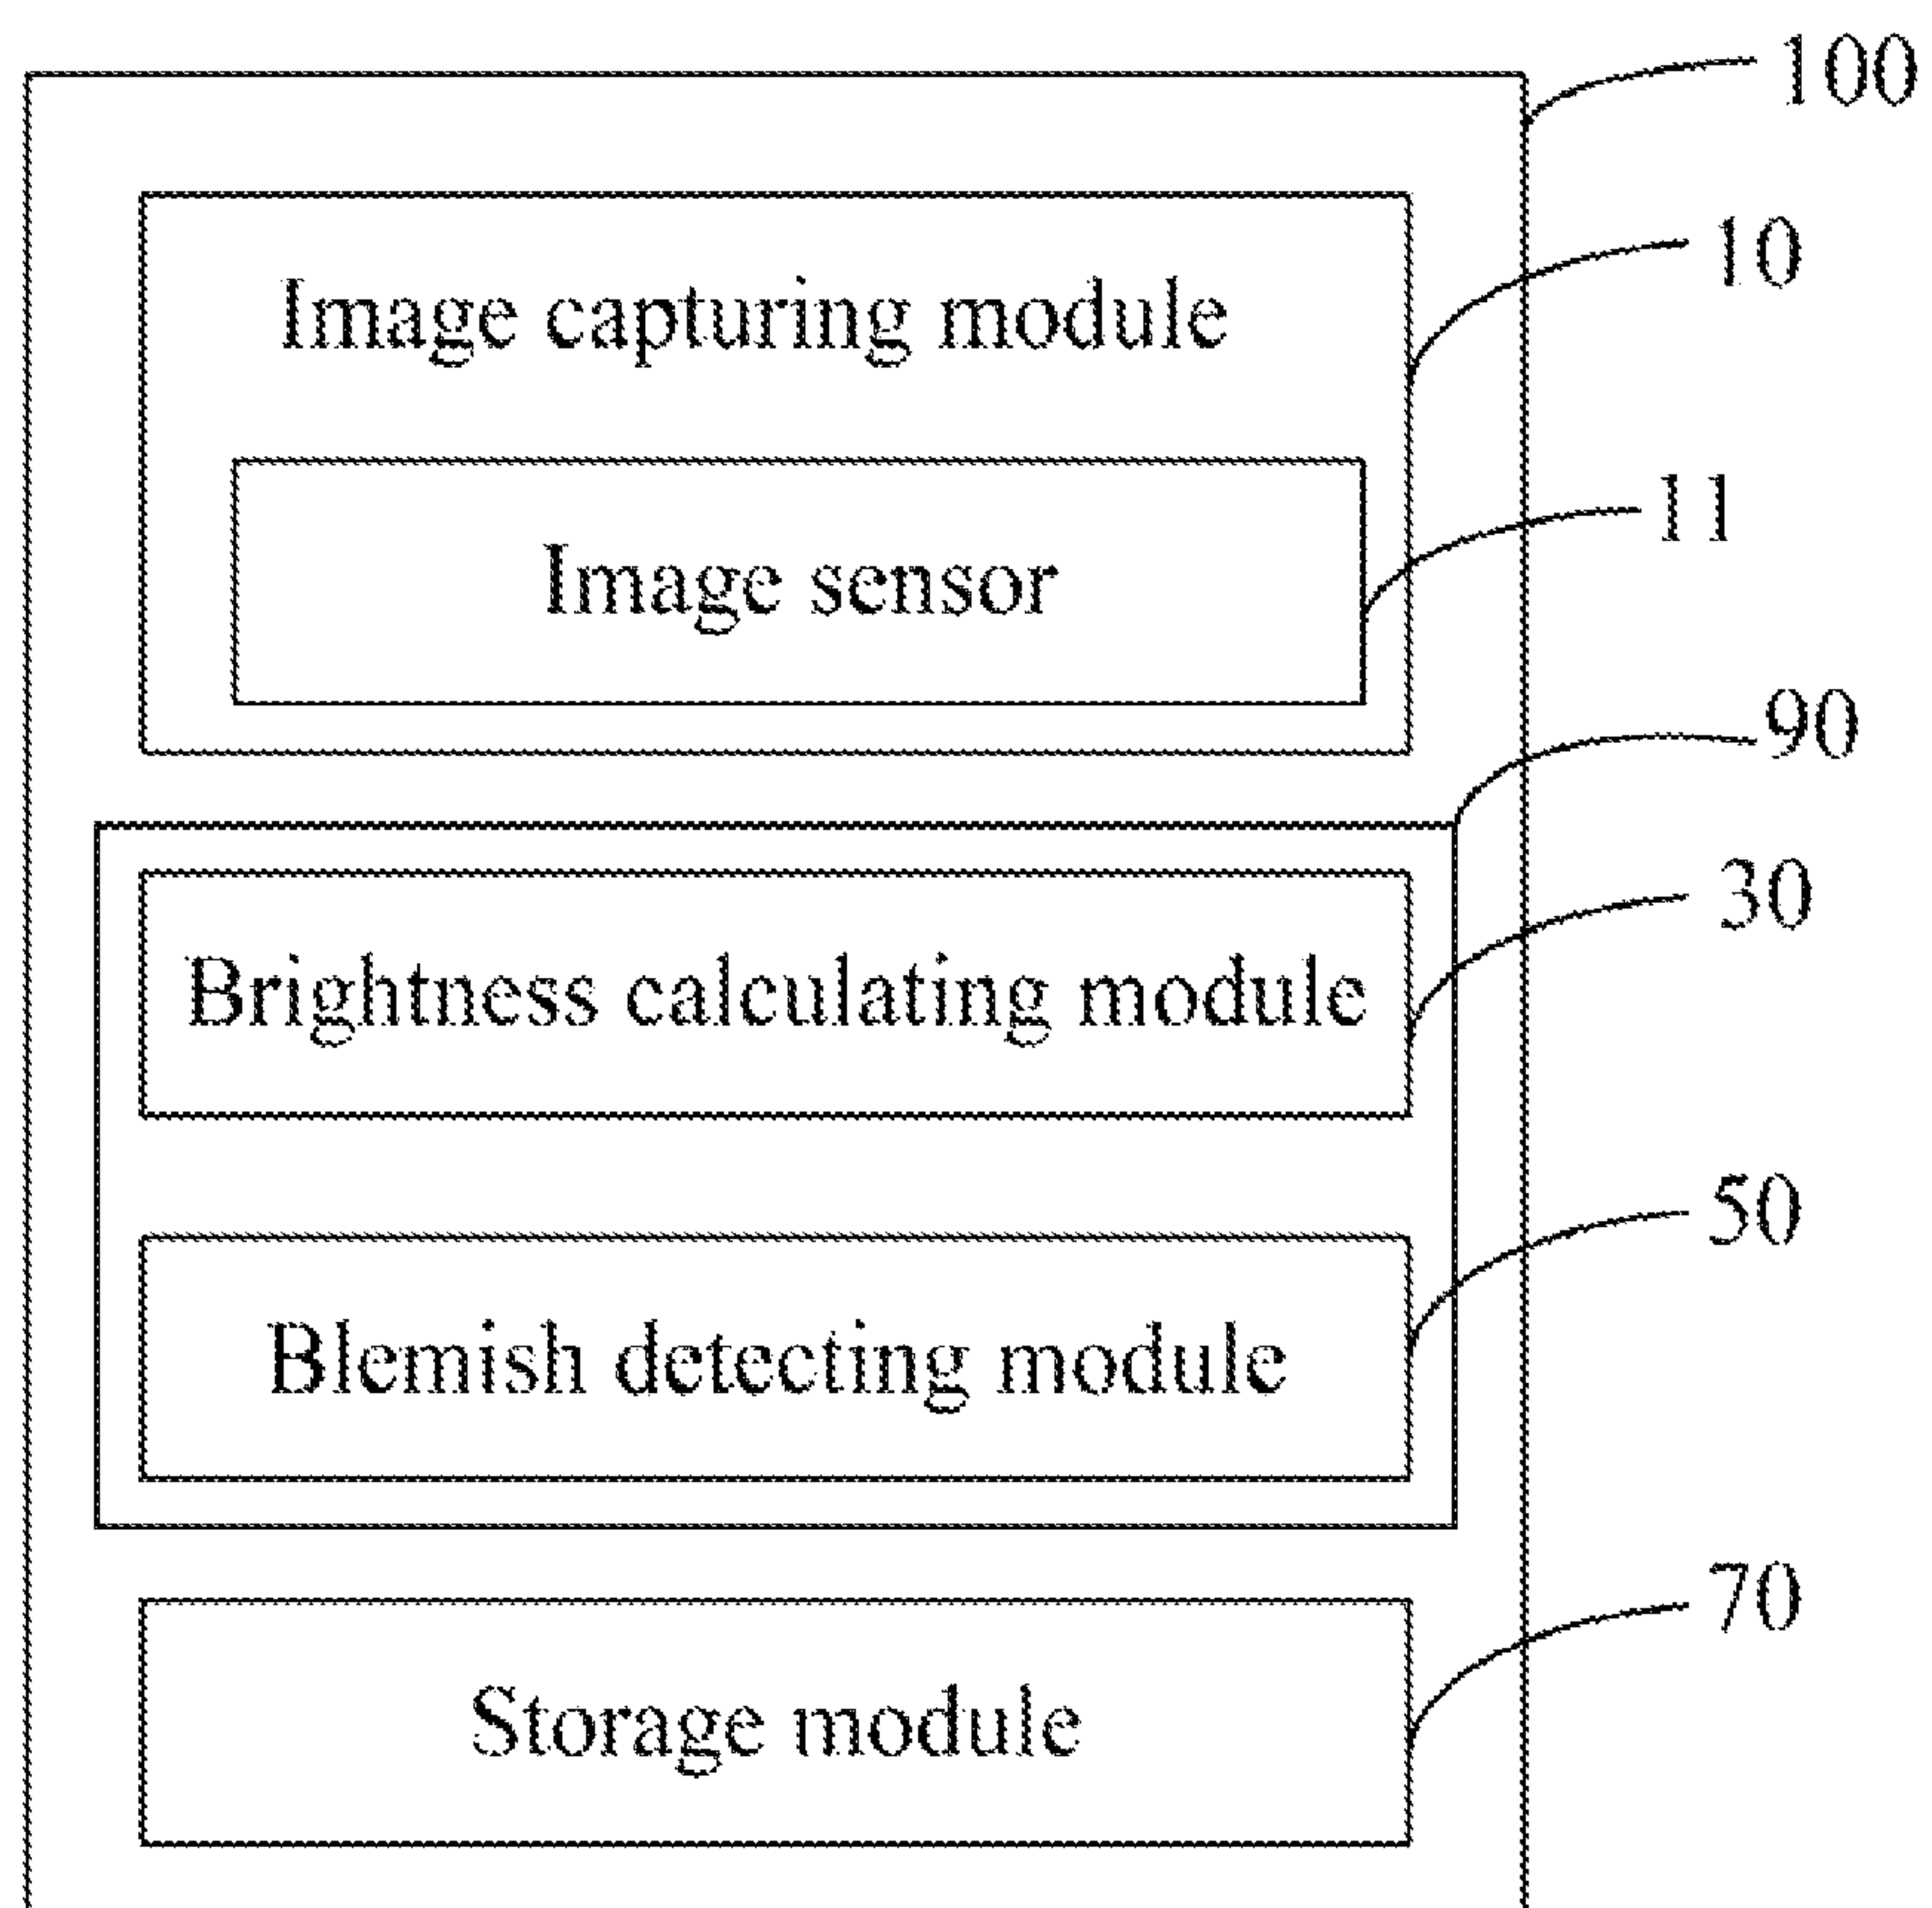 100
10
Image capturing module
11
Image sensor
90
30
Brightness calculating module
50
Blemish detecting module
70
Storage module